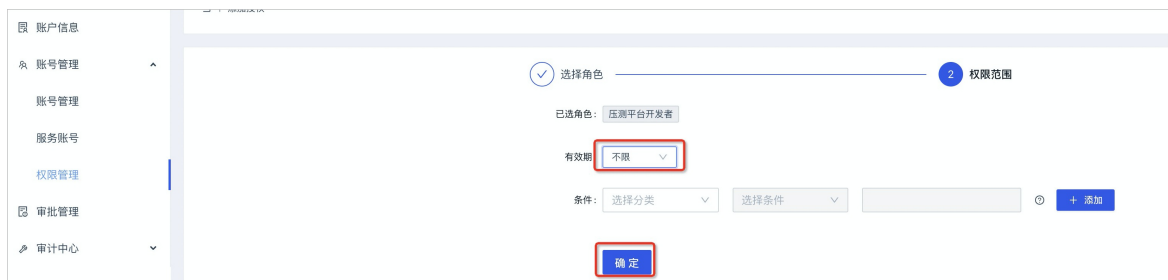 账户信息
账号管理
账号管理
服务账号
权限管理
审批管理
审计中心
选择角色
2 权限范围
已选角色： 压测平台开发者
有效期 不限
条件： 选择分类 选择条件 + 添加
确定